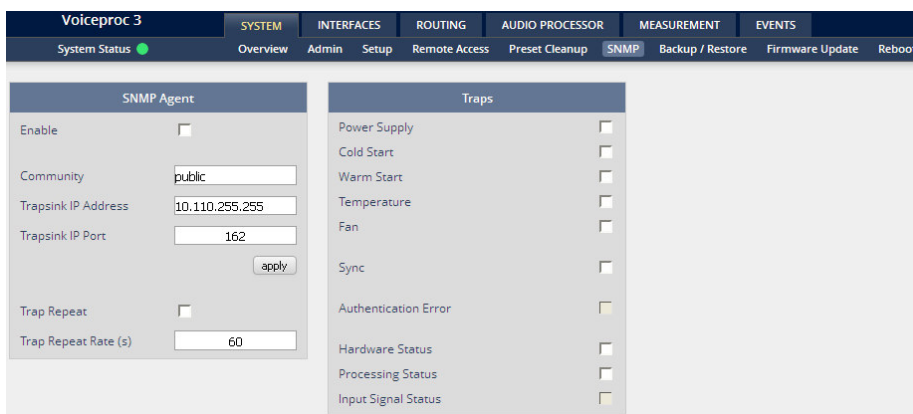 Voiceproc 3
SYSTEM INTERFACES ROUTING AUDIO PROCESSOR MEASUREMENT EVENTS
System Status Overview Admin Setup Remote Access Preset Cleanup SNMP Backup / Restore Firmware Update Reboot
SNMP Agent
Enable
Community public
Trapsink IP Address 10.110.255.255
Trapsink IP Port 162
apply
Trap Repeat
Trap Repeat Rate (s) 60
Traps
Power Supply
Cold Start
Warm Start
Temperature
Fan
Sync
Authentication Error
Hardware Status
Processing Status
Input Signal Status